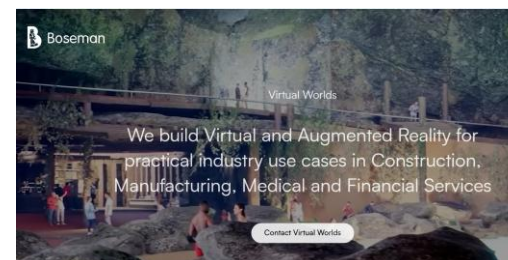 Boseman
Virtual Worlds
We build Virtual and Augmented Reality for
practical industry use cases in Construction,
Manufacturing, Medical and Financial Services
Contact Virtual Worlds